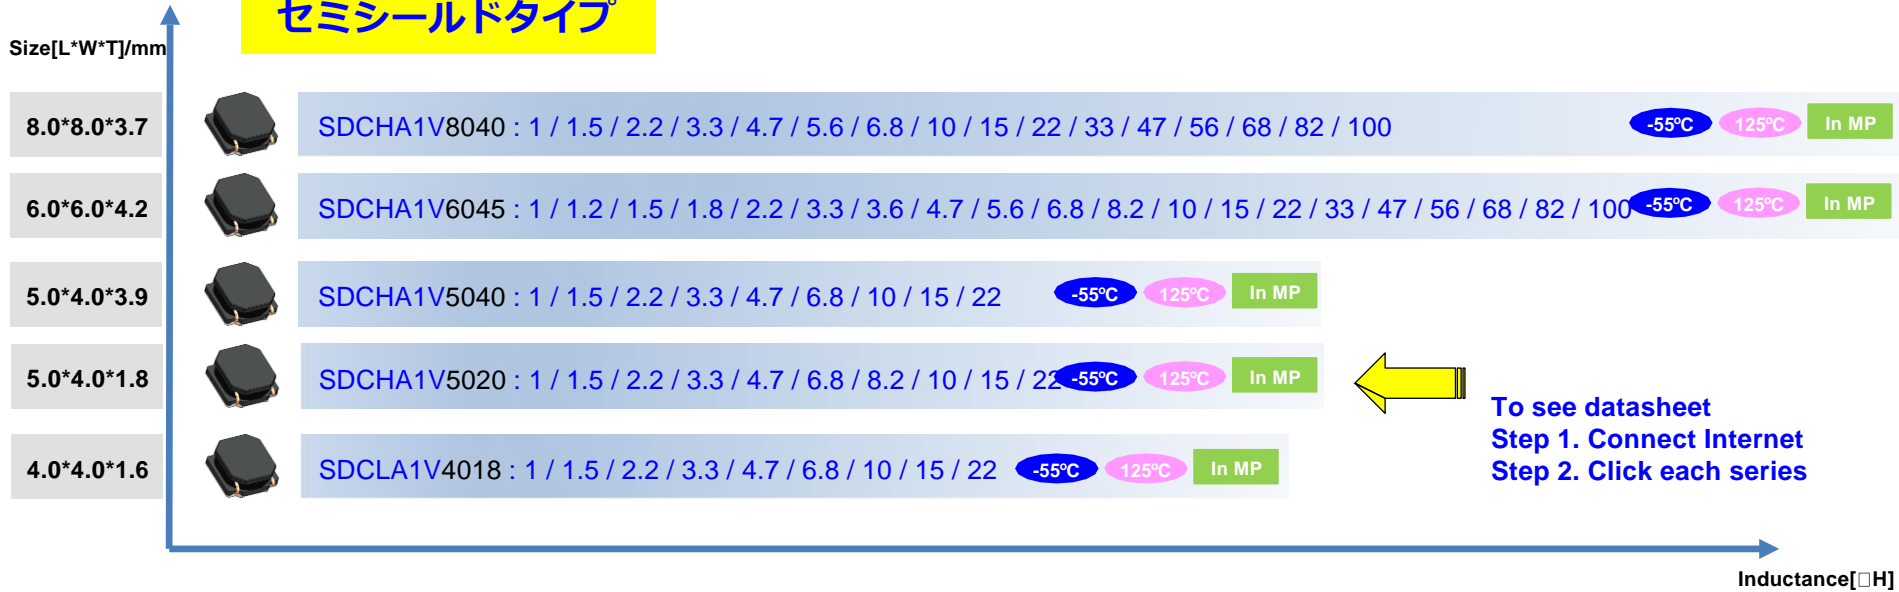 セミシールドタイプ
Size[L*W*T]/mm
8.0*8.0*3.7 SDCHA1V8040 : 1 / 1.5 / 2.2 / 3.3 / 4.7 / 5.6 / 6.8 / 10 / 15 / 22 / 33 / 47 / 56 / 68 / 82 / 100 -55ºC 125ºC In MP
6.0*6.0*4.2 SDCHA1V6045 : 1 / 1.2 / 1.5 / 1.8 / 2.2 / 3.3 / 3.6 / 4.7 / 5.6 / 6.8 / 8.2 / 10 / 15 / 22 / 33 / 47 / 56 / 68 / 82 / 100 -55ºC 125ºC In MP
5.0*4.0*3.9 SDCHA1V5040 : 1 / 1.5 / 2.2 / 3.3 / 4.7 / 6.8 / 10 / 15 / 22 -55ºC 125ºC In MP
5.0*4.0*1.8 SDCHA1V5020 : 1 / 1.5 / 2.2 / 3.3 / 4.7 / 6.8 / 8.2 / 10 / 15 / 22 -55ºC 125ºC In MP
To see datasheet
Step 1. Connect Internet
Step 2. Click each series
4.0*4.0*1.6 SDCLA1V4018 : 1 / 1.5 / 2.2 / 3.3 / 4.7 / 6.8 / 10 / 15 / 22 -55ºC 125ºC In MP
Inductance[□H]